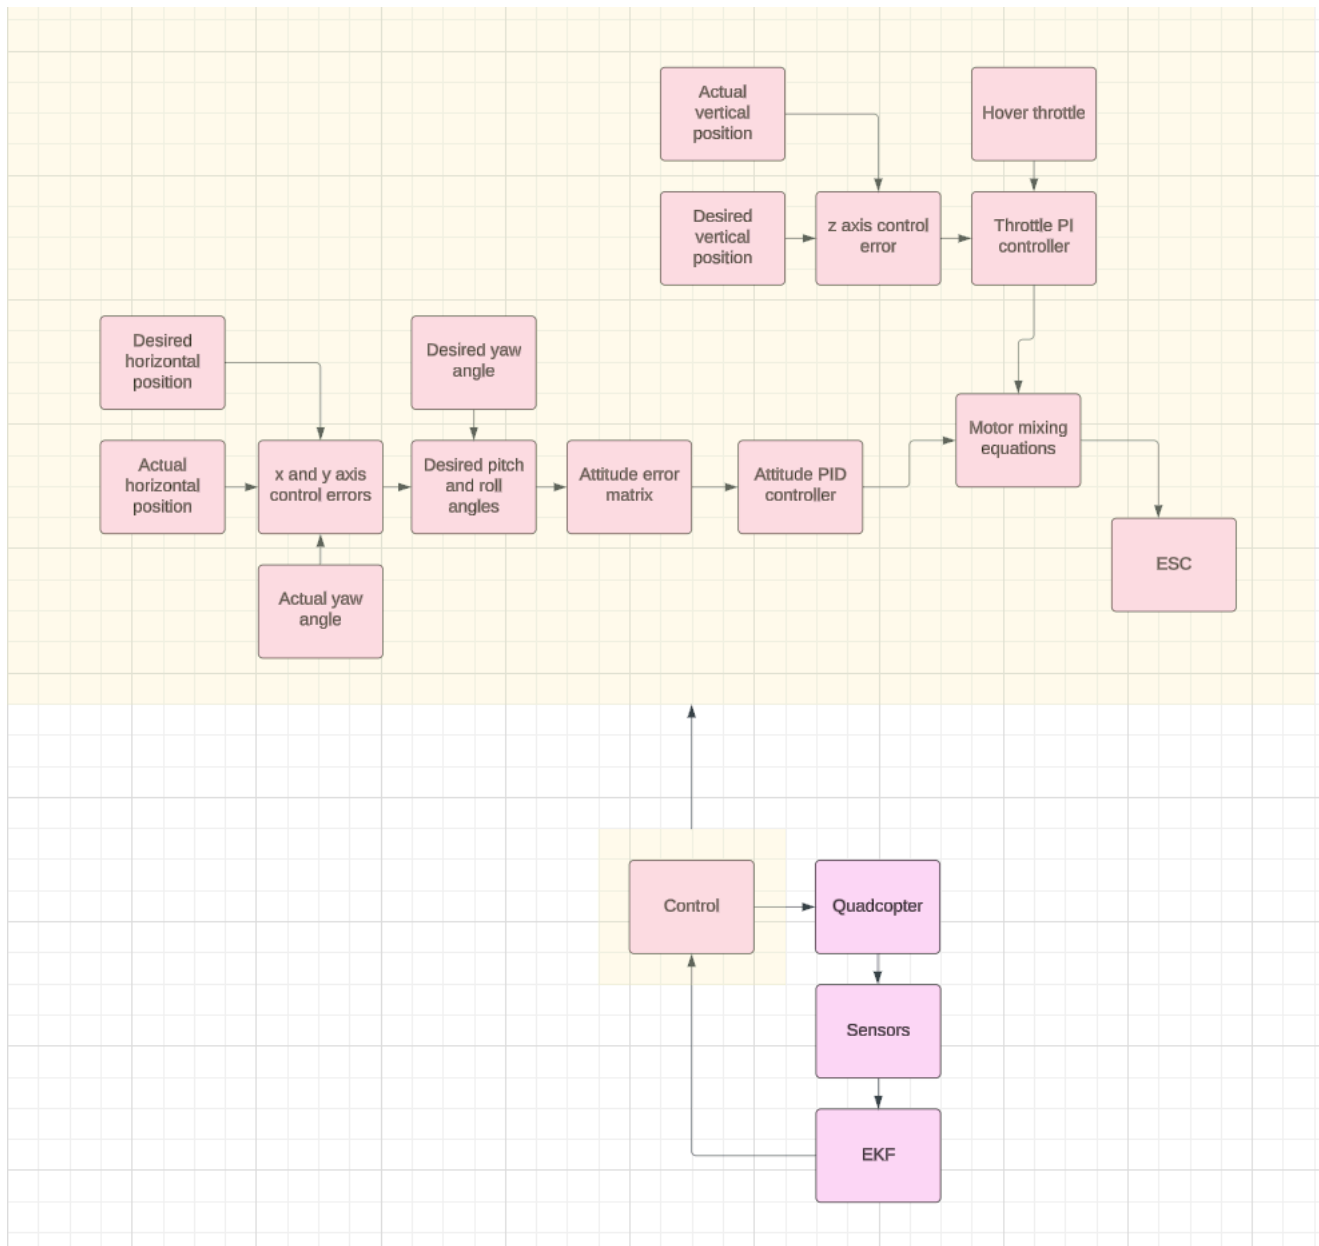 Actual
vertical
position
Hover throttle
Desired
vertical
position
z axis control
error
Throttle PI
controller
Desired
horizontal
position
Desired yaw
angle
Actual
horizontal
position
x and y axis
control errors
Desired pitch
and roll
angles
Attitude error
matrix
Attitude PID
controller
Motor mixing
equations
ESC
Actual yaw
angle
Control
Quadcopter
Sensors
EKF